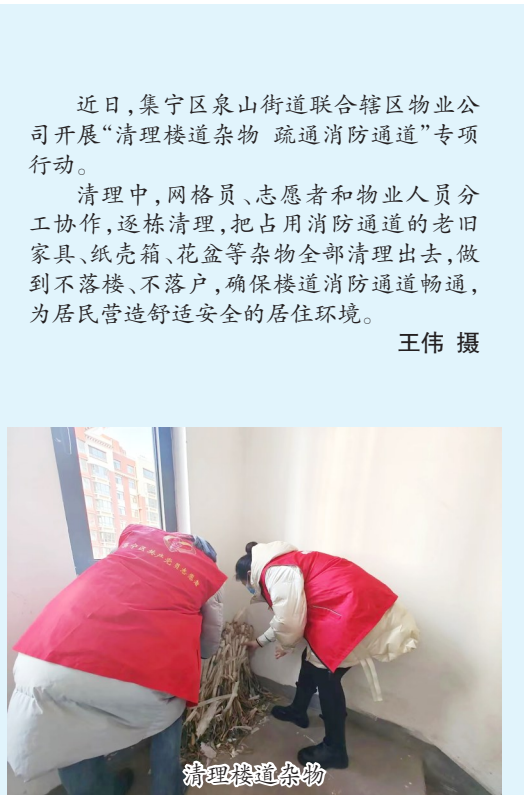 近日，集宁区泉山街道联合辖区物业公
司开展“清理楼道杂物 疏通消防通道”专项
行动。
清理中，网格员、志愿者和物业人员分
工协作，逐栋清理，把占用消防通道的老旧
家具、纸壳箱、花盆等杂物全部清理出去，做
到不落楼、不落户，确保楼道消防通道畅通，
为居民营造舒适安全的居住环境。
王伟 摄
清理楼道杂物